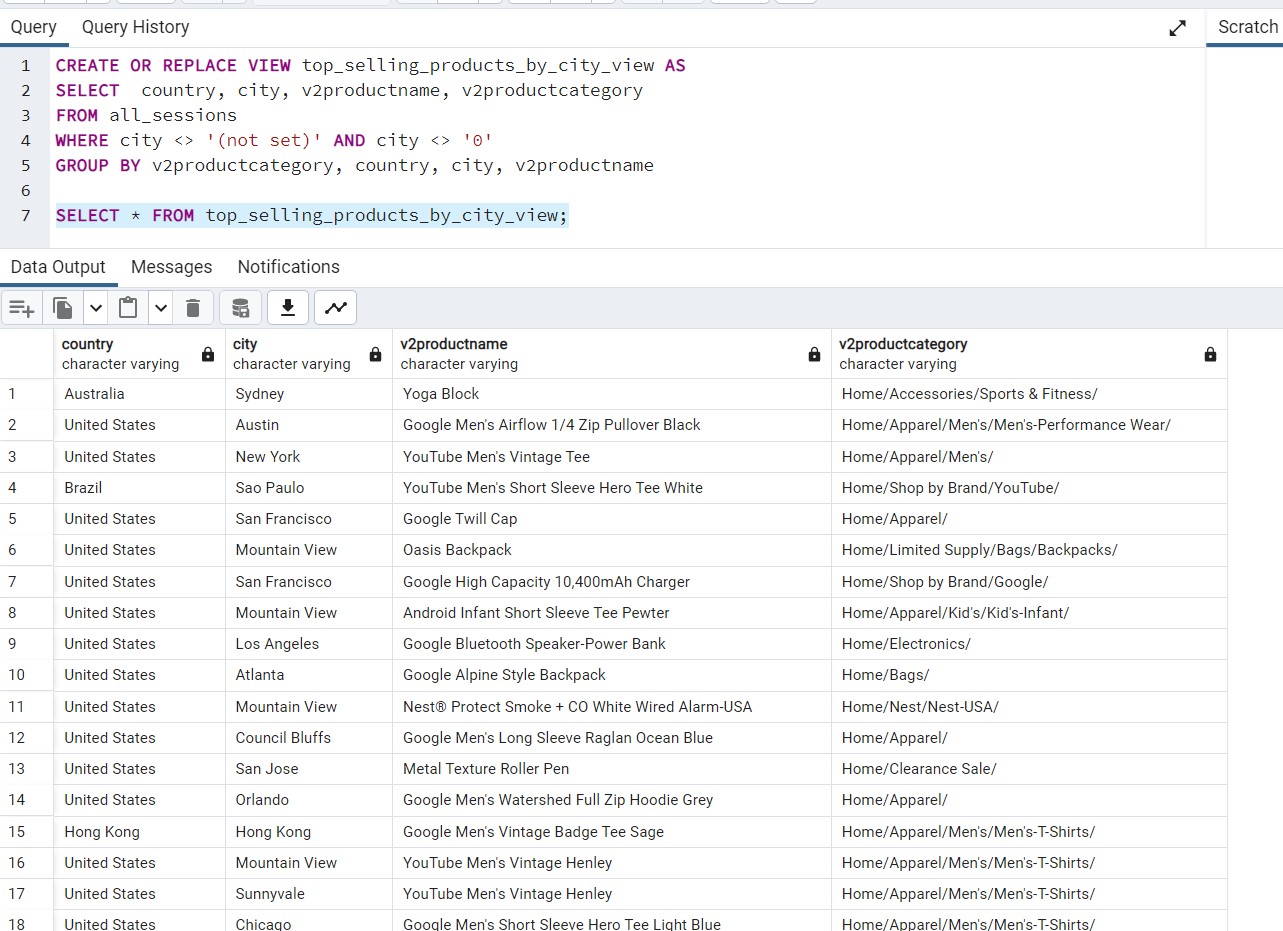 Query Query History Scratch
1 CREATE OR REPLACE VIEW top_selling_products_by_city_view AS
2 SELECT  country, city, v2productname, v2productcategory
3 FROM all_sessions
4 WHERE city <> '(not set)' AND city <> '0'
5 GROUP BY v2productcategory, country, city, v2productname
6
7 SELECT * FROM top_selling_products_by_city_view;
Data Output Messages Notifications
country city v2productname v2productcategory
character varying character varying character varying character varying
1 Australia Sydney Yoga Block Home/Accessories/Sports & Fitness/
2 United States Austin Google Men's Airflow 1/4 Zip Pullover Black Home/Apparel/Men's/Men's-Performance Wear/
3 United States New York YouTube Men's Vintage Tee Home/Apparel/Men's/
4 Brazil Sao Paulo YouTube Men's Short Sleeve Hero Tee White Home/Shop by Brand/YouTube/
5 United States San Francisco Google Twill Cap Home/Apparel/
6 United States Mountain View Oasis Backpack Home/Limited Supply/Bags/Backpacks/
7 United States San Francisco Google High Capacity 10,400mAh Charger Home/Shop by Brand/Google/
8 United States Mountain View Android Infant Short Sleeve Tee Pewter Home/Apparel/Kid's/Kid's-Infant/
9 United States Los Angeles Google Bluetooth Speaker-Power Bank Home/Electronics/
10 United States Atlanta Google Alpine Style Backpack Home/Bags/
11 United States Mountain View Nest® Protect Smoke + CO White Wired Alarm-USA Home/Nest/Nest-USA/
12 United States Council Bluffs Google Men's Long Sleeve Raglan Ocean Blue Home/Apparel/
13 United States San Jose Metal Texture Roller Pen Home/Clearance Sale/
14 United States Orlando Google Men's Watershed Full Zip Hoodie Grey Home/Apparel/
15 Hong Kong Hong Kong Google Men's Vintage Badge Tee Sage Home/Apparel/Men's/Men's-T-Shirts/
16 United States Mountain View YouTube Men's Vintage Henley Home/Apparel/Men's/Men's-T-Shirts/
17 United States Sunnyvale YouTube Men's Vintage Henley Home/Apparel/Men's/Men's-T-Shirts/
18 United States Chicago Google Men's Short Sleeve Hero Tee Light Blue Home/Apparel/Men's/Men's-T-Shirts/